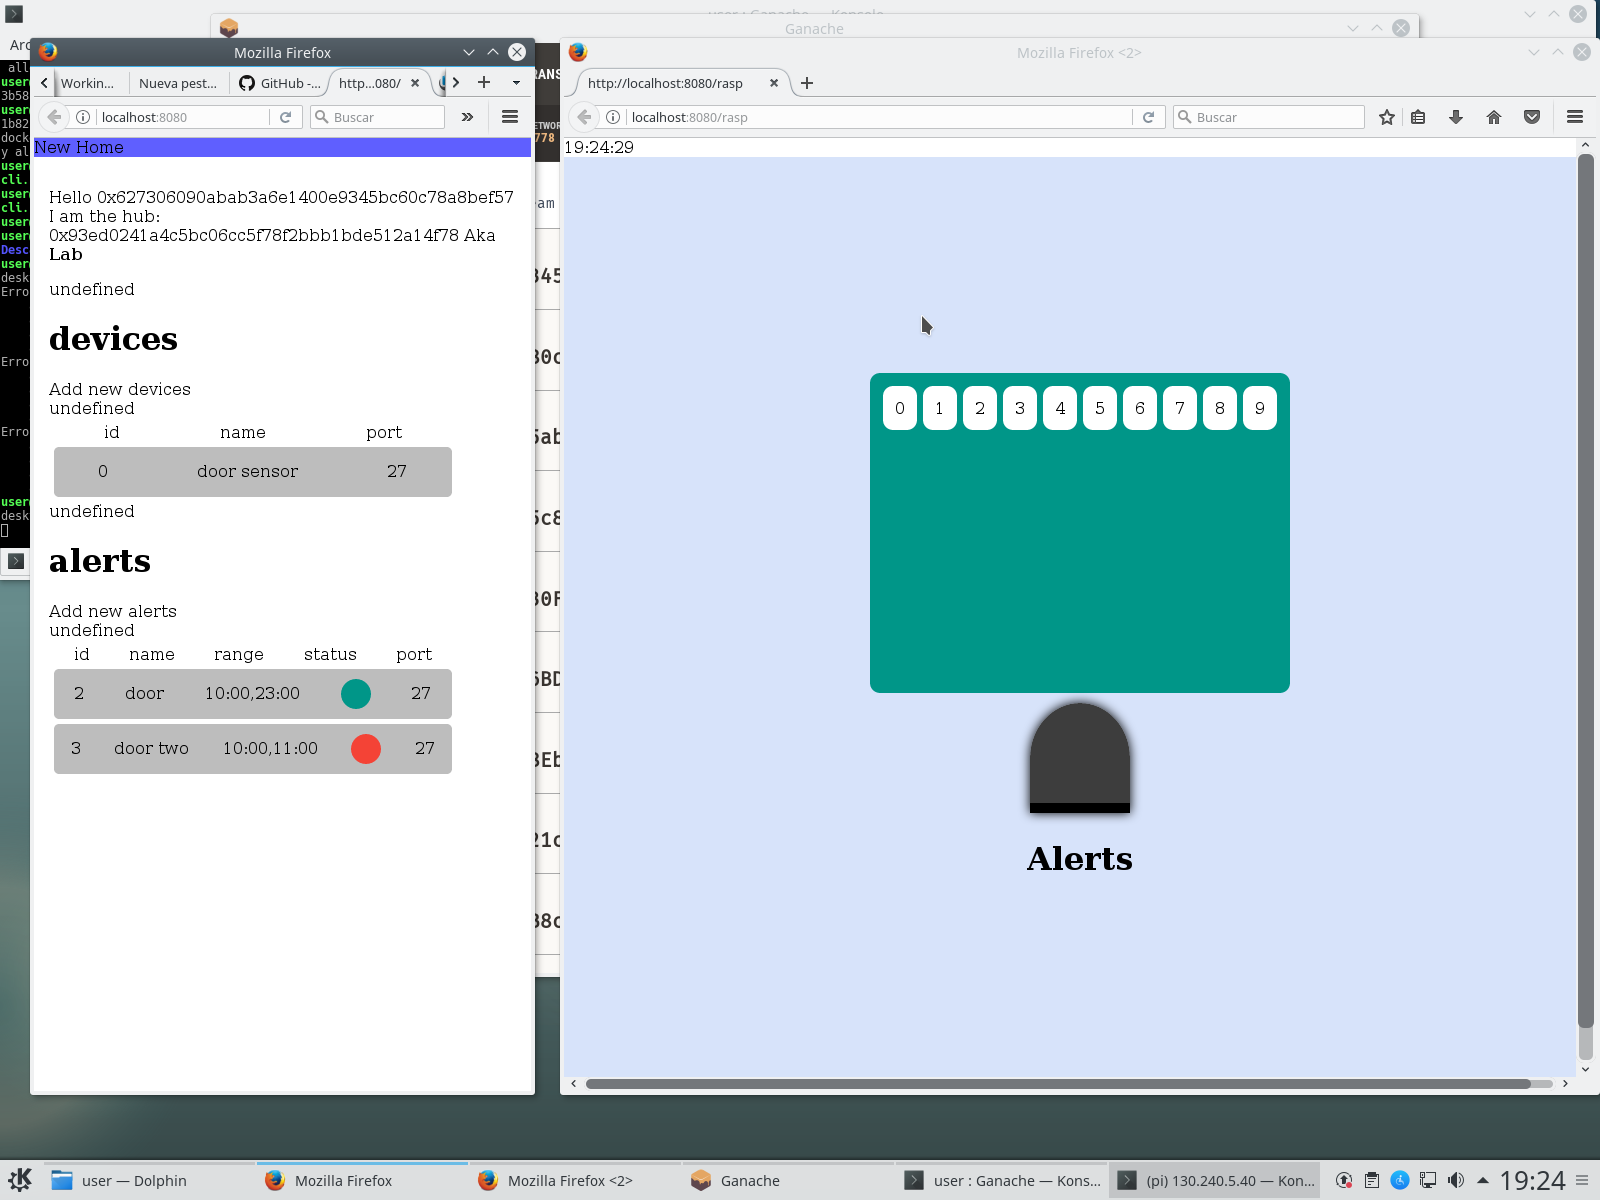 user : Ganache — Konsole
Ganache
Mozilla Firefox
Workin...
Nueva pest...
GitHub -...
http...080/
localhost:8080
Buscar
New Home
Hello 0x627306090abab3a6e1400e9345bc60c78a8bef57
I am the hub:
0x93ed0241a4c5bc06cc5f78f2bbb1bde512a14f78 Aka
Lab
undefined
devices
Add new devices
undefined
id name port
0 door sensor 27
undefined
alerts
Add new alerts
undefined
id name range status port
2 door 10:00,23:00 27
3 door two 10:00,11:00 27
Mozilla Firefox <2>
http://localhost:8080/rasp
localhost:8080/rasp
Buscar
19:24:29
0 1 2 3 4 5 6 7 8 9
Alerts
user — Dolphin
Mozilla Firefox
Mozilla Firefox <2>
Ganache
user : Ganache — Kons...
(pi) 130.240.5.40 — Kon...
19:24